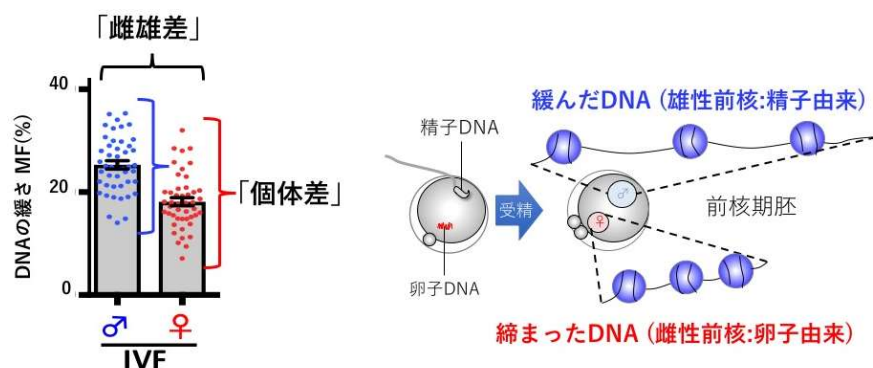 「雌雄差」
DNAの緩さ MF(%)
40
20
0
「個体差」
♂
♀
IVF
精子DNA
卵子DNA
受精
緩んだDNA (雄性前核:精子由来)
♂
♀
前核期胚
締まったDNA (雌性前核:卵子由来)